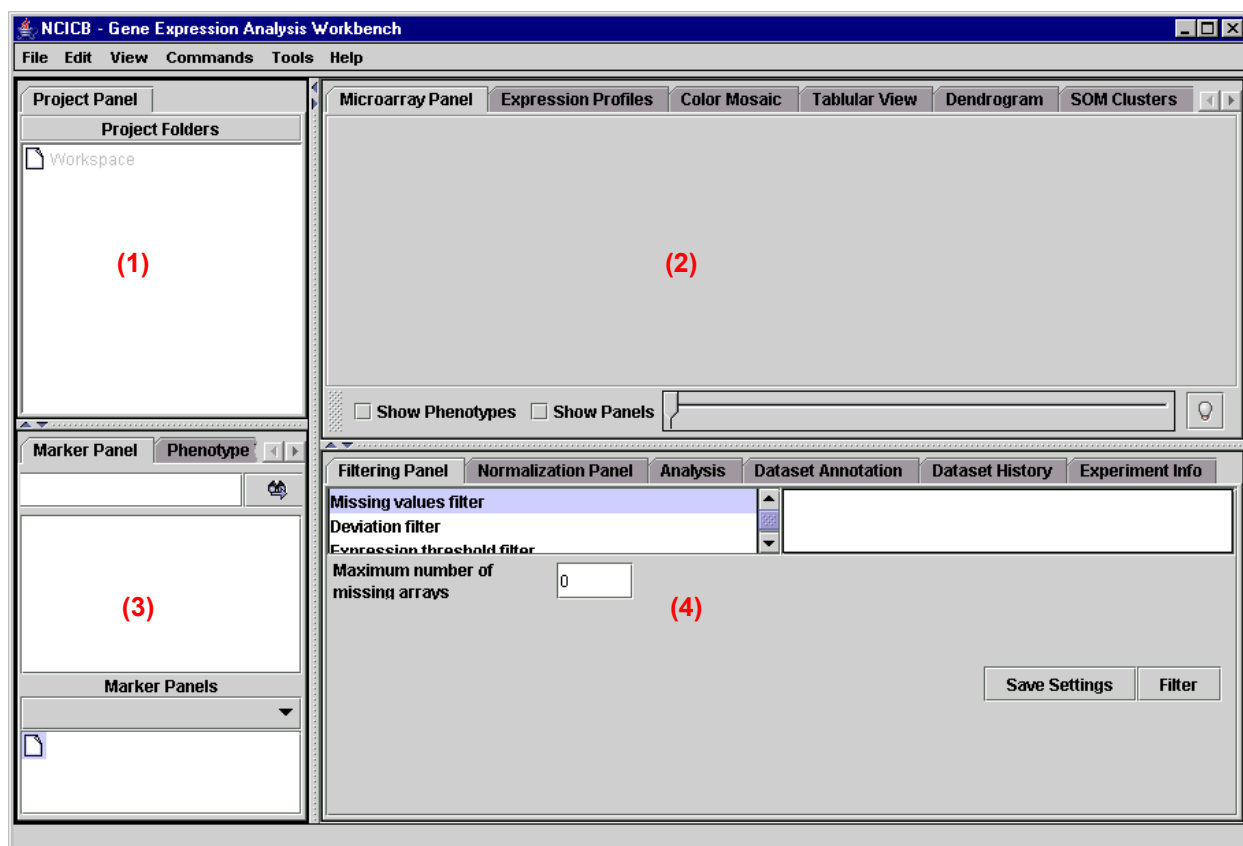 NCICB - Gene Expression Analysis Workbench
File Edit View Commands Tools Help
Project Panel
Project Folders
Workspace
(1)
Microarray Panel Expression Profiles Color Mosaic Tablular View Dendrogram SOM Clusters
(2)
Show Phenotypes Show Panels
Marker Panel Phenotype
(3)
Marker Panels
Filtering Panel Normalization Panel Analysis Dataset Annotation Dataset History Experiment Info
Missing values filter
Deviation filter
Expression threshold filter
Maximum number of
missing arrays
0
(4)
Save Settings Filter